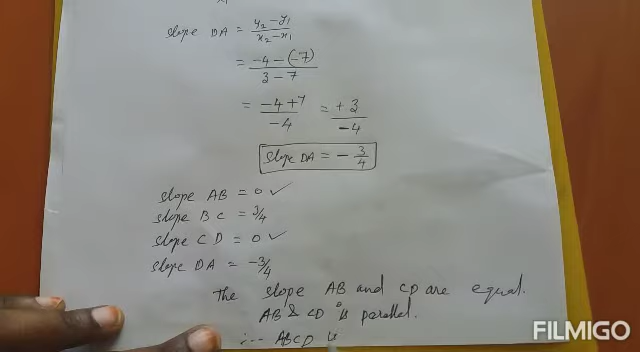 slope DA = y₂ - y₁ / x₂ - x₁
= -4 - (-7) / 3 - 7
= -4 + 7 / -4 = + 3 / -4
slope DA = - 3/4
slope AB = 0 ✓
slope BC = 3/4
slope CD = 0 ✓
slope DA = -3/4
The slope AB and CD are equal.
AB & CD is parallel.
∴ ABCD is
FILMIGO